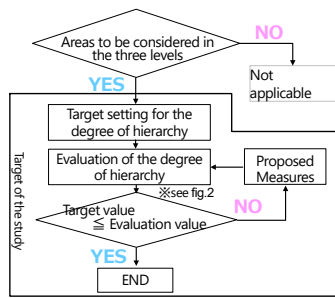 Areas to be considered in
the three levels
NO
Not
applicable
YES
Target setting for the
degree of hierarchy
Evaluation of the degree
of hierarchy
Proposed
Measures
※see fig.2
Target value
≦ Evaluation value
NO
YES
END
Target of the study